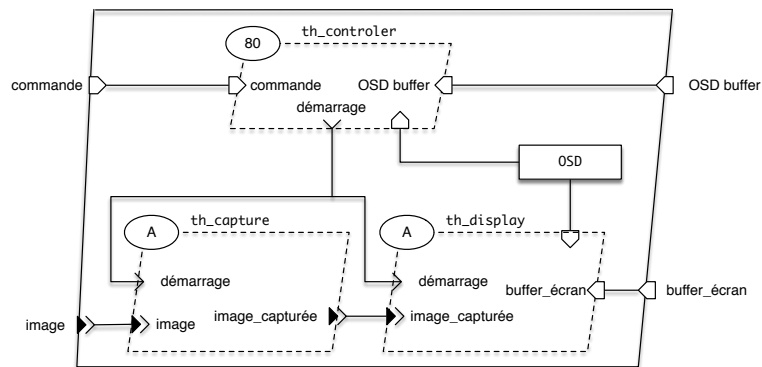 th_controler
80
commande
commande
OSD buffer
OSD buffer
démarrage
OSD
th_capture
th_display
A
A
démarrage
démarrage
buffer_écran
buffer_écran
image
image
image_capturée
image_capturée